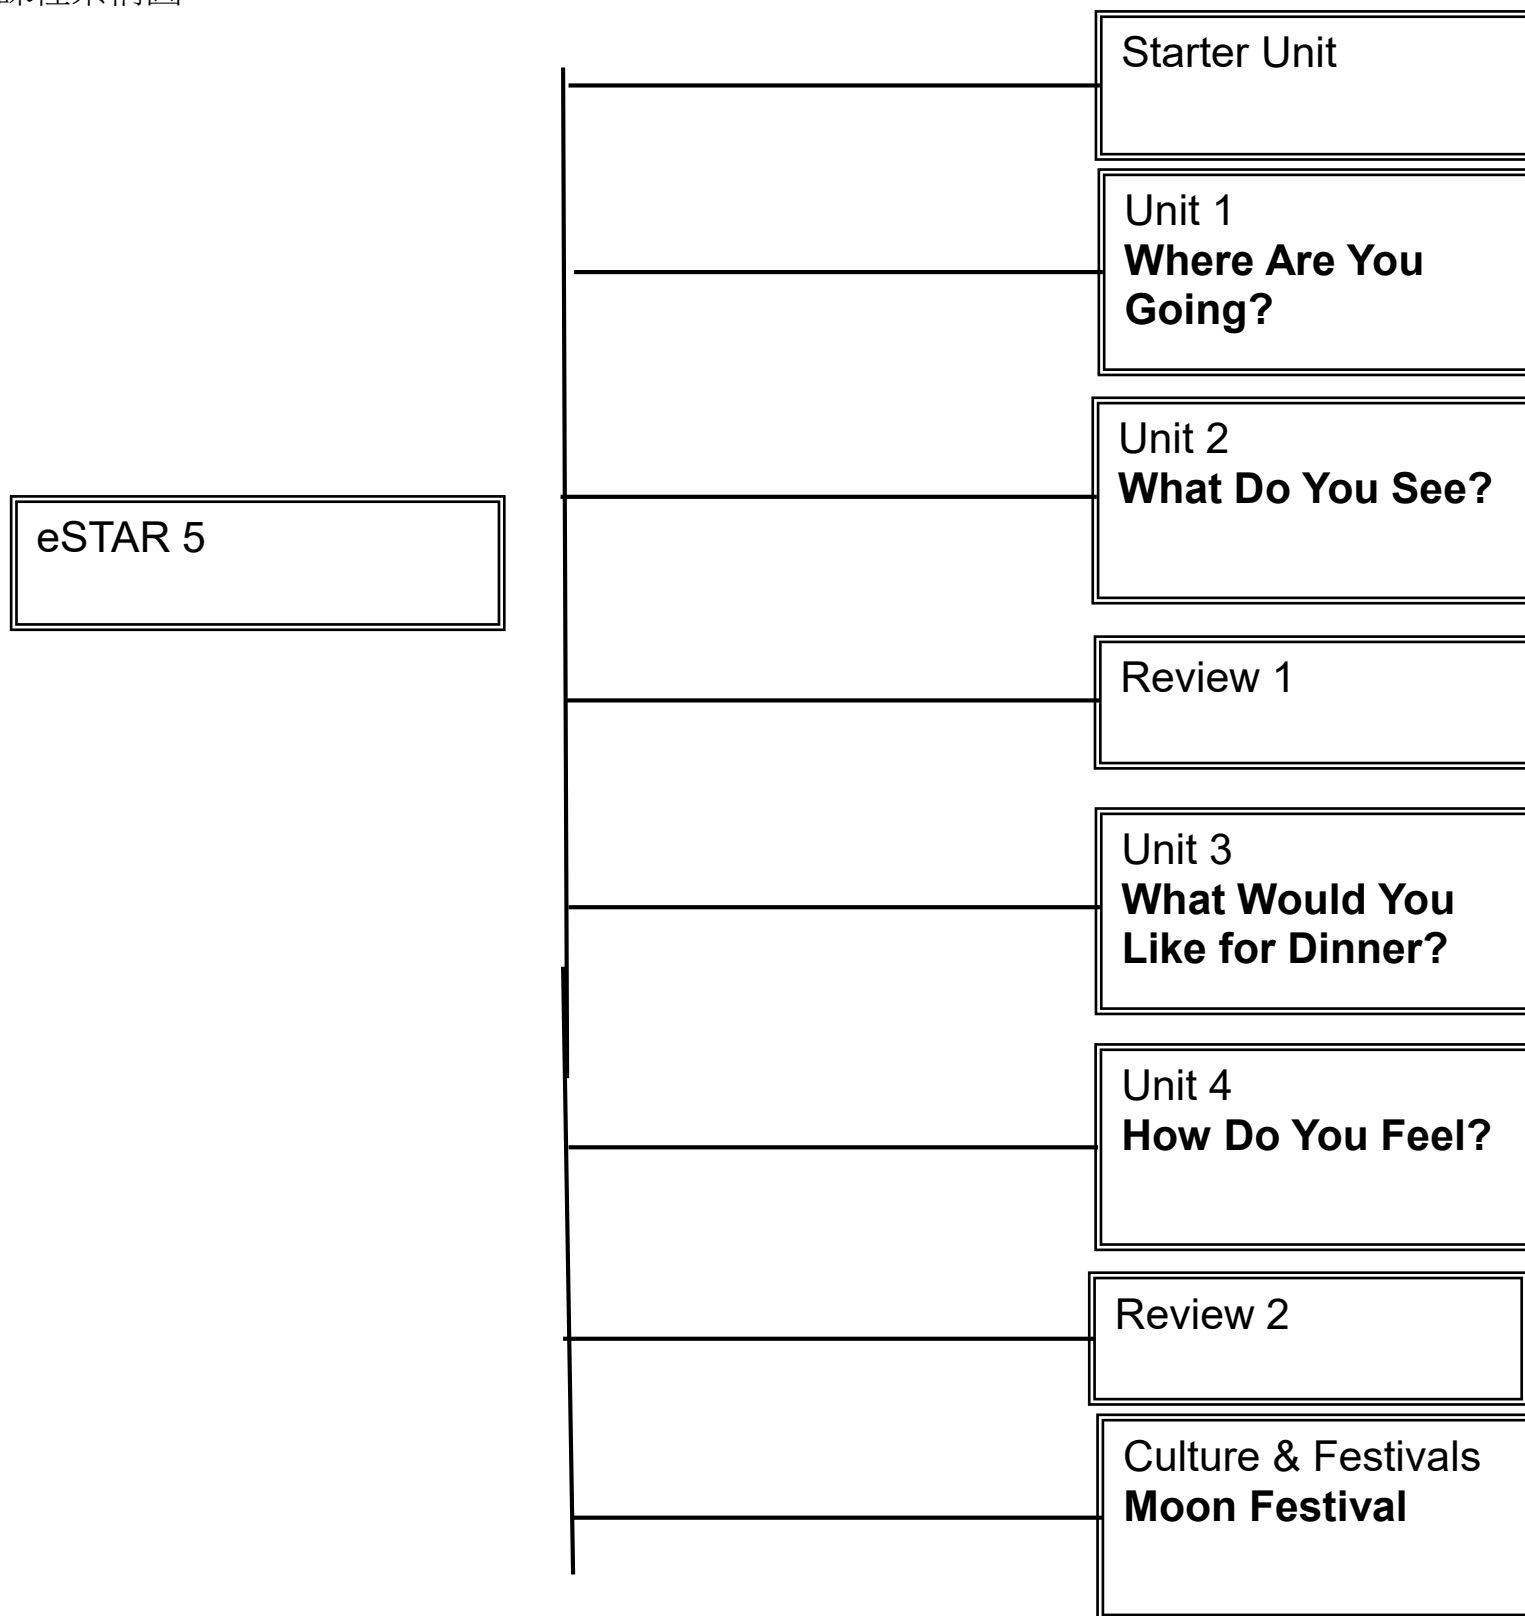 Starter Unit
Unit 1
Where Are You
Going?
Unit 2
What Do You See?
eSTAR 5
Review 1
Unit 3
What Would You
Like for Dinner?
Unit 4
How Do You Feel?
Review 2
Culture & Festivals
Moon Festival